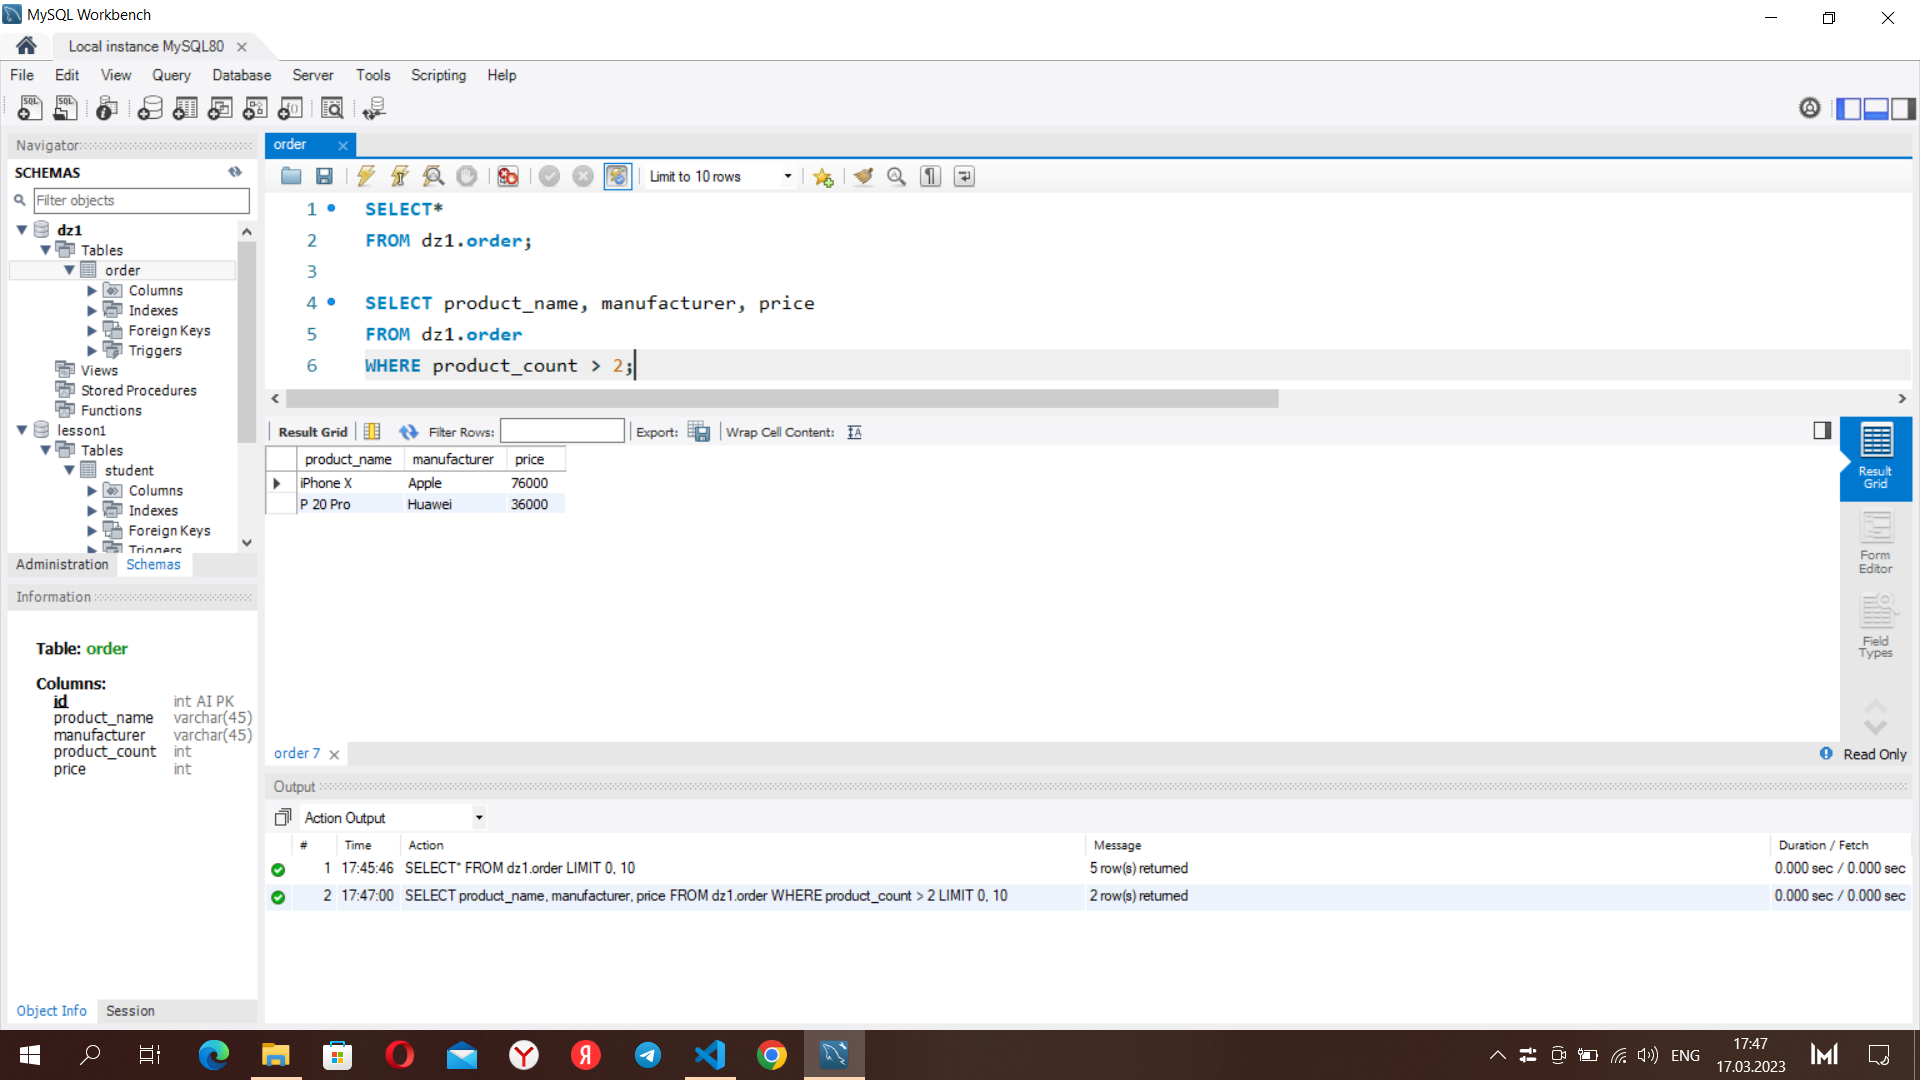 MySQL Workbench
Local instance MySQL80
File Edit View Query Database Server Tools Scripting Help
Navigator
SCHEMAS
Filter objects
dz1
Tables
order
Columns
Indexes
Foreign Keys
Triggers
Views
Stored Procedures
Functions
lesson1
Tables
student
Columns
Indexes
Foreign Keys
Triggers
Administration Schemas
Information
Table: order
Columns:
id int AI PK
product_name varchar(45)
manufacturer varchar(45)
product_count int
price int
Object Info Session
order
Limit to 10 rows
1 SELECT*
2 FROM dz1.order;
3
4 SELECT product_name, manufacturer, price
5 FROM dz1.order
6 WHERE product_count > 2;
Result Grid Filter Rows: Export: Wrap Cell Content:
product_name manufacturer price
iPhone X Apple 76000
P 20 Pro Huawei 36000
Result
Grid
Form
Editor
Field
Types
order 7
Read Only
Output
Action Output
# Time Action Message Duration / Fetch
1 17:45:46 SELECT* FROM dz1.order LIMIT 0, 10 5 row(s) returned 0.000 sec / 0.000 sec
2 17:47:00 SELECT product_name, manufacturer, price FROM dz1.order WHERE product_count > 2 LIMIT 0, 10 2 row(s) returned 0.000 sec / 0.000 sec
ENG
17:47
17.03.2023